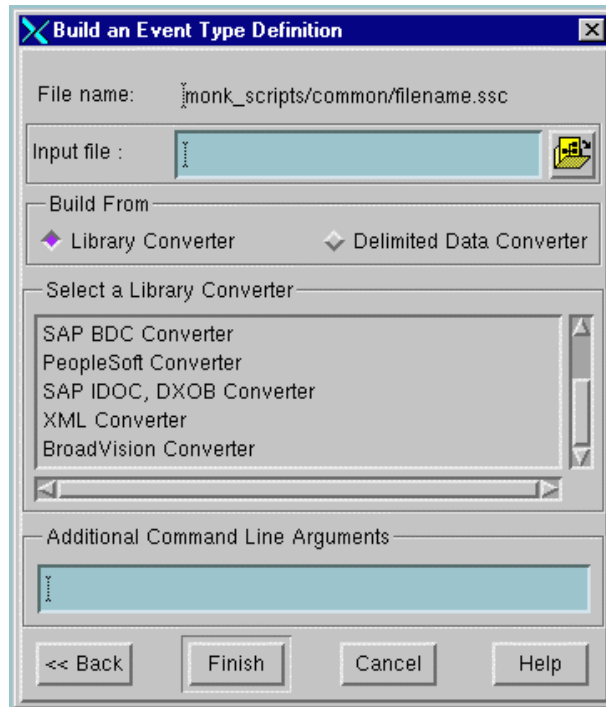 Build an Event Type Definition
File name: monk_scripts/common/filename.ssc
Input file :
Build From
Library Converter Delimited Data Converter
Select a Library Converter
SAP BDC Converter
PeopleSoft Converter
SAP IDOC, DXOB Converter
XML Converter
BroadVision Converter
Additional Command Line Arguments
<< Back Finish Cancel Help